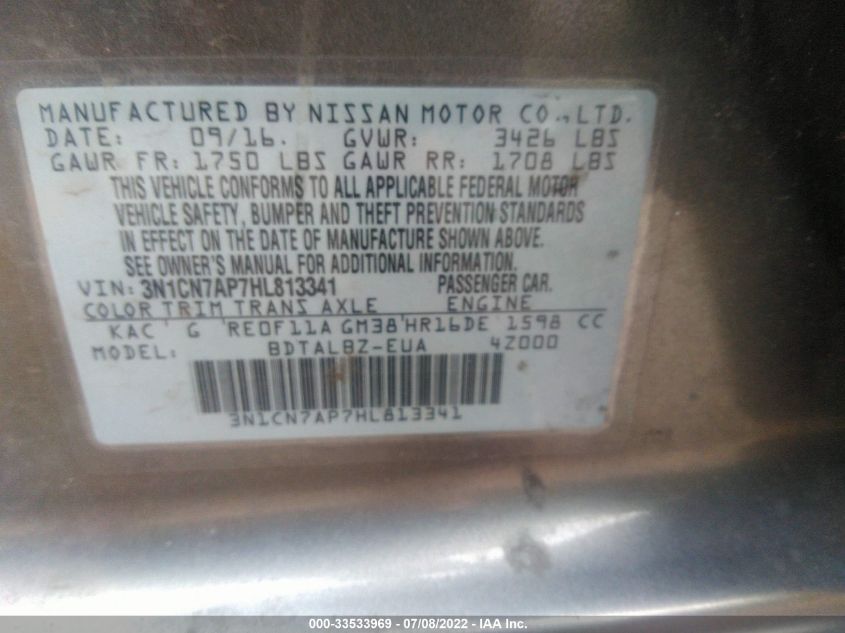 MANUFACTURED BY NISSAN MOTOR CO., LTD.
DATE: 09/16. GVWR: 3426 LBS
GAWR FR: 1750 LBS GAWR RR: 1708 LBS
THIS VEHICLE CONFORMS TO ALL APPLICABLE FEDERAL MOTOR
VEHICLE SAFETY, BUMPER AND THEFT PREVENTION STANDARDS
IN EFFECT ON THE DATE OF MANUFACTURE SHOWN ABOVE.
SEE OWNER'S MANUAL FOR ADDITIONAL INFORMATION.
VIN: 3N1CN7AP7HL813341 PASSENGER CAR.
COLOR TRIM TRANS AXLE ENGINE
KAC ' G 'RE0F11A GM38'HR16DE 1598 CC
MODEL: BDTALBZ-EUA 4Z000
3N1CN7AP7HL813341
000-33533969 - 07/08/2022 - IAA Inc.